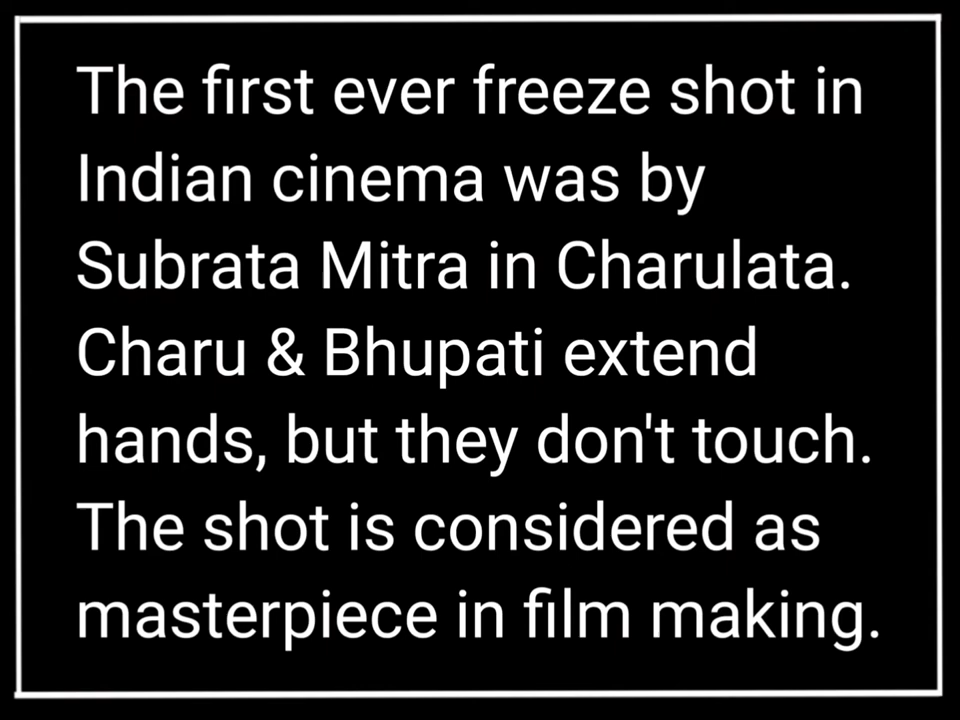 The first ever freeze shot in
Indian cinema was by
Subrata Mitra in Charulata.
Charu & Bhupati extend
hands, but they don't touch.
The shot is considered as
masterpiece in film making.